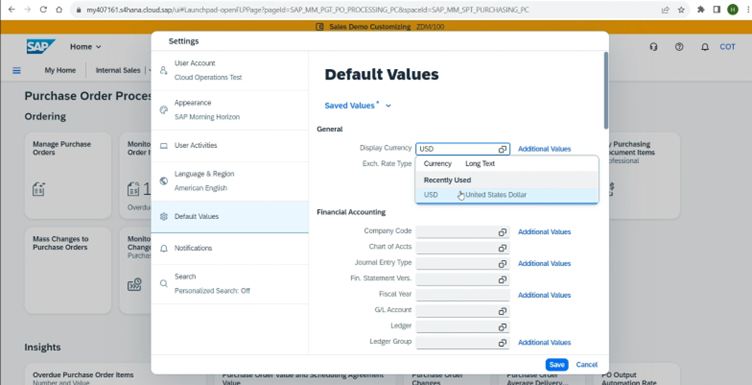 my407161.s4hana.cloud.sap/ui#Launchpad-openFLPPage?pageId=SAP_MM_PGT_PO_PROCESSING_PC&spaceId=SAP_MM_SPT_PURCHASING_PC
H
Sales Demo Customizing ZDM/100
SAP
Home
COT
My Home
Internal Sales
Purchase Order Proces
Ordering
Manage Purchase
Orders
Monito
Order I
Overdu
Mass Changes to
Purchase Orders
Monito
Change
Purchas
y Purchasing
ocument Items
ofessional
Insights
Overdue Purchase Order Items
Number and Value
Purchase Order Value and Scheduling Agreement
Value
Purchase Order
Changes
Purchase Order
Average Delivery...
PO Output
Automation Rate
Settings
User Account
Cloud Operations Test
Appearance
SAP Morning Horizon
User Activities
Language & Region
American English
Default Values
Notifications
Search
Personalized Search: Off
Default Values
Saved Values *
General
Display Currency
USD
Additional Values
Exch. Rate Type
Currency Long Text
Recently Used
USD United States Dollar
Financial Accounting
Company Code
Additional Values
Chart of Accts
Journal Entry Type
Additional Values
Fin. Statement Vers.
Fiscal Year
Additional Values
G/L Account
Ledger
Ledger Group
Additional Values
Save
Cancel